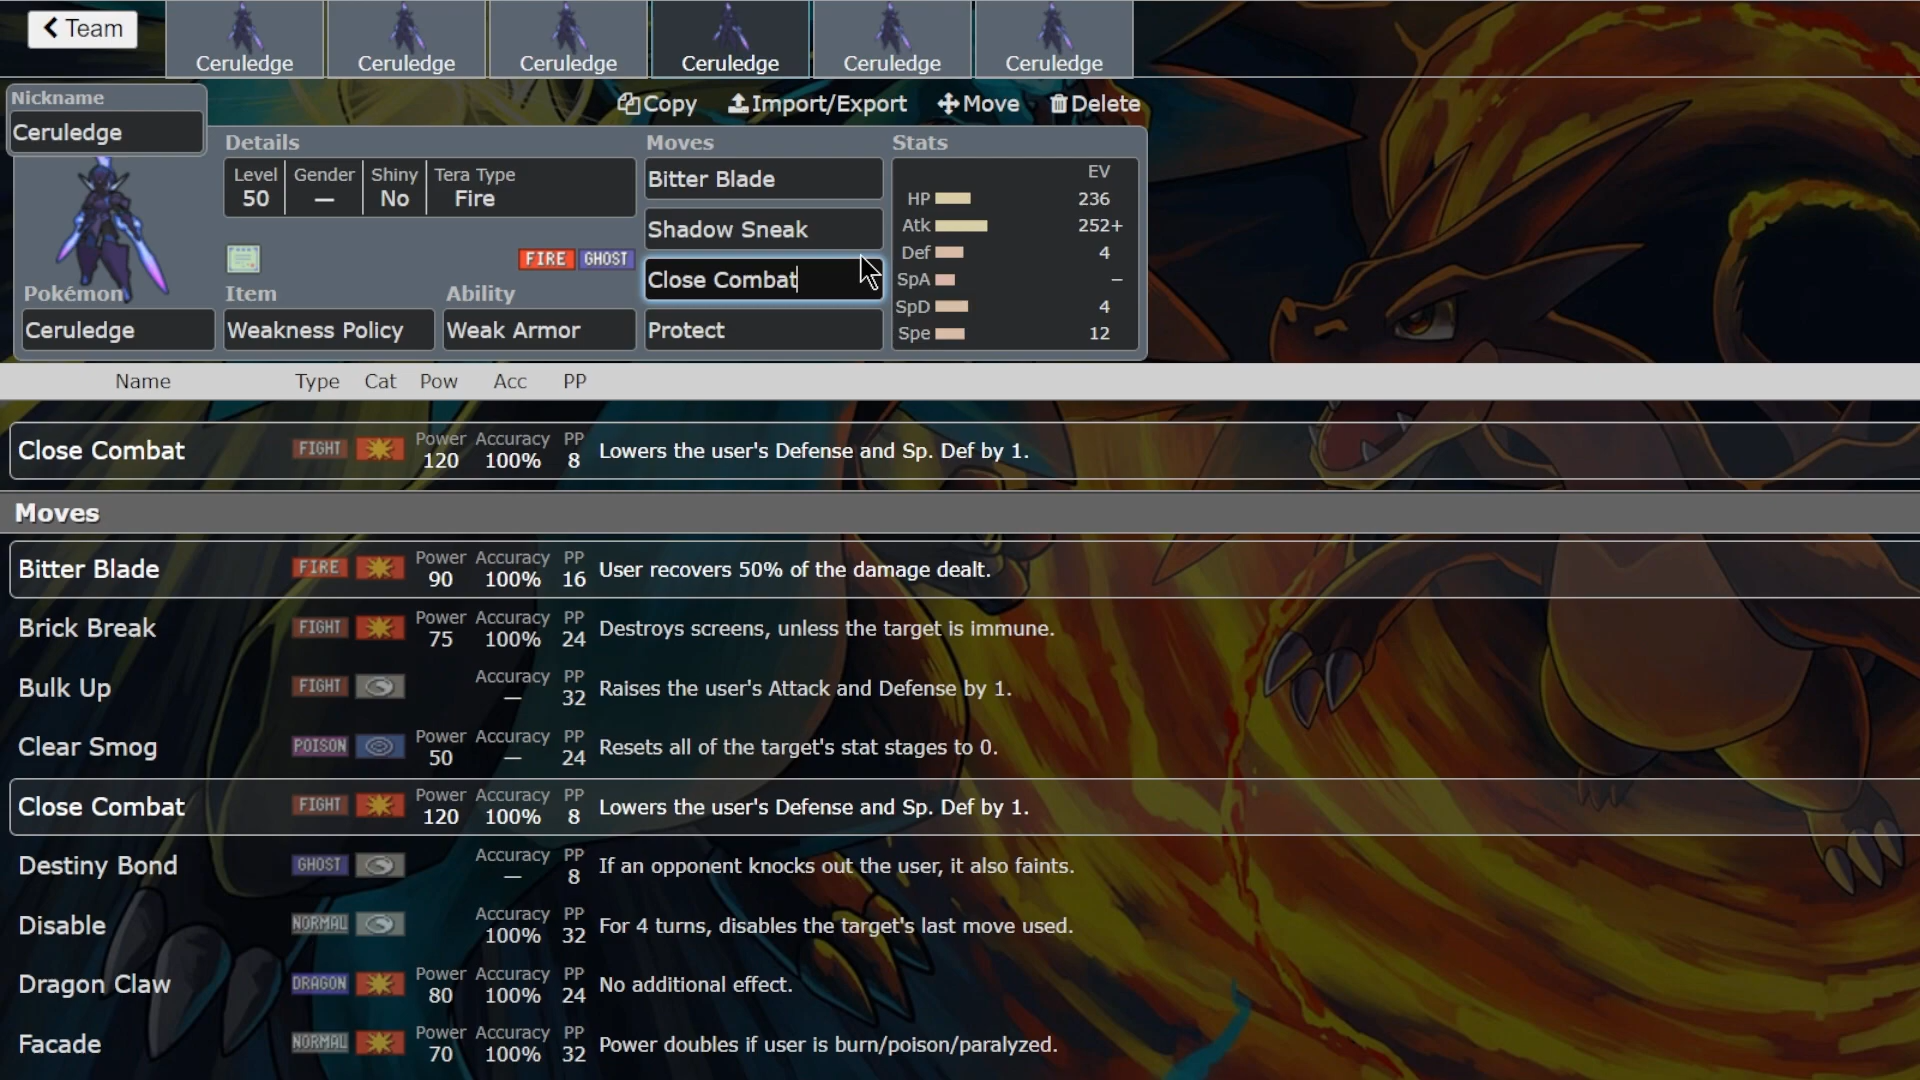 Team
Ceruledge Ceruledge Ceruledge Ceruledge Ceruledge Ceruledge
Copy Import/Export Move Delete
Nickname
Ceruledge
Details
Level Gender Shiny Tera Type
50 — No Fire
FIRE GHOST
Pokémon Item Ability
Ceruledge Weakness Policy Weak Armor
Moves
Bitter Blade
Shadow Sneak
Close Combat
Protect
Stats
EV
HP 236
Atk 252+
Def 4
SpA –
SpD 4
Spe 12
Name Type Cat Pow Acc PP
Close Combat FIGHT Power 120 Accuracy 100% PP 8 Lowers the user's Defense and Sp. Def by 1.
Moves
Bitter Blade FIRE Power 90 Accuracy 100% PP 16 User recovers 50% of the damage dealt.
Brick Break FIGHT Power 75 Accuracy 100% PP 24 Destroys screens, unless the target is immune.
Bulk Up FIGHT Accuracy — PP 32 Raises the user's Attack and Defense by 1.
Clear Smog POISON Power 50 Accuracy — PP 24 Resets all of the target's stat stages to 0.
Close Combat FIGHT Power 120 Accuracy 100% PP 8 Lowers the user's Defense and Sp. Def by 1.
Destiny Bond GHOST Accuracy — PP 8 If an opponent knocks out the user, it also faints.
Disable NORMAL Accuracy 100% PP 32 For 4 turns, disables the target's last move used.
Dragon Claw DRAGON Power 80 Accuracy 100% PP 24 No additional effect.
Facade NORMAL Power 70 Accuracy 100% PP 32 Power doubles if user is burn/poison/paralyzed.